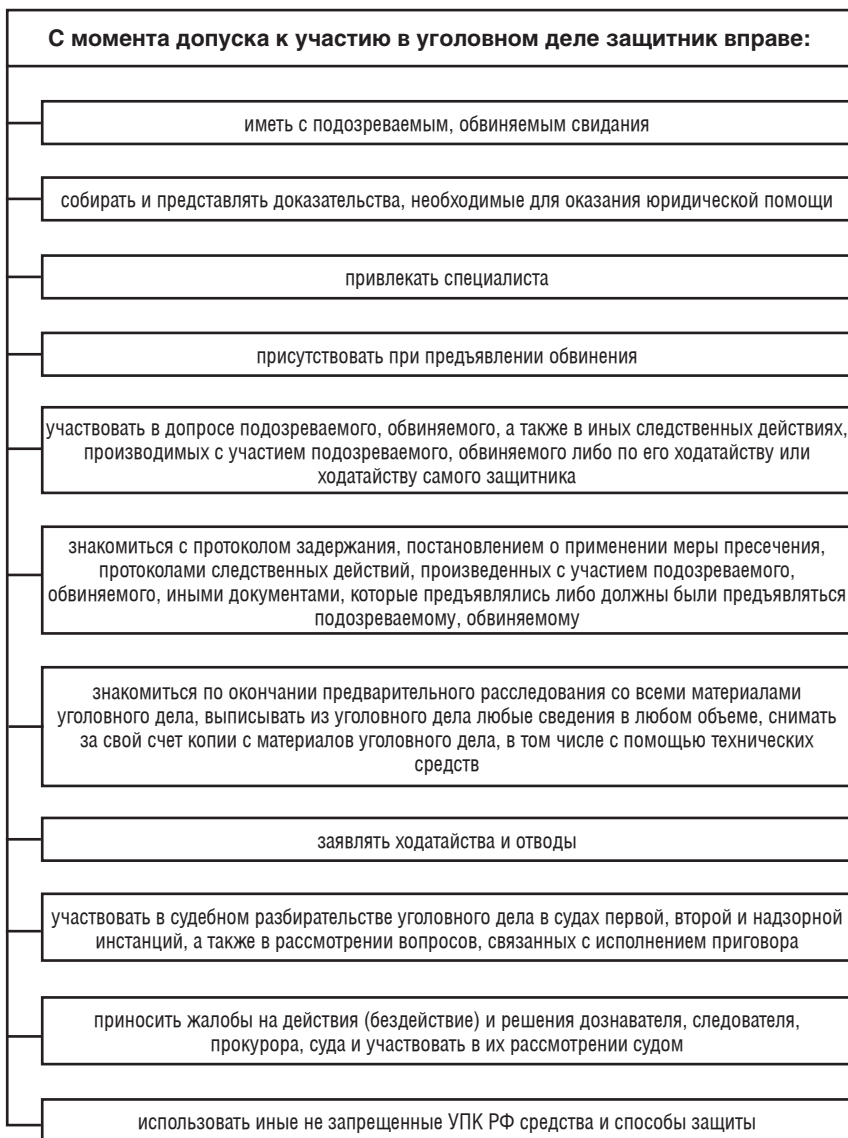 С момента допуска к участию в уголовном деле защитник вправе:
иметь с подозреваемым, обвиняемым свидания
собирать и представлять доказательства, необходимые для оказания юридической помощи
привлекать специалиста
присутствовать при предъявлении обвинения
участвовать в допросе подозреваемого, обвиняемого, а также в иных следственных действиях,
производимых с участием подозреваемого, обвиняемого либо по его ходатайству или
ходатайству самого защитника
знакомиться с протоколом задержания, постановлением о применении меры пресечения,
протоколами следственных действий, произведенных с участием подозреваемого,
обвиняемого, иными документами, которые предъявлялись либо должны были предъявляться
подозреваемому, обвиняемому
знакомиться по окончании предварительного расследования со всеми материалами
уголовного дела, выписывать из уголовного дела любые сведения в любом объеме, снимать
за свой счет копии с материалов уголовного дела, в том числе с помощью технических
средств
заявлять ходатайства и отводы
участвовать в судебном разбирательстве уголовного дела в судах первой, второй и надзорной
инстанций, а также в рассмотрении вопросов, связанных с исполнением приговора
приносить жалобы на действия (бездействие) и решения дознавателя, следователя,
прокурора, суда и участвовать в их рассмотрении судом
использовать иные не запрещенные УПК РФ средства и способы защиты